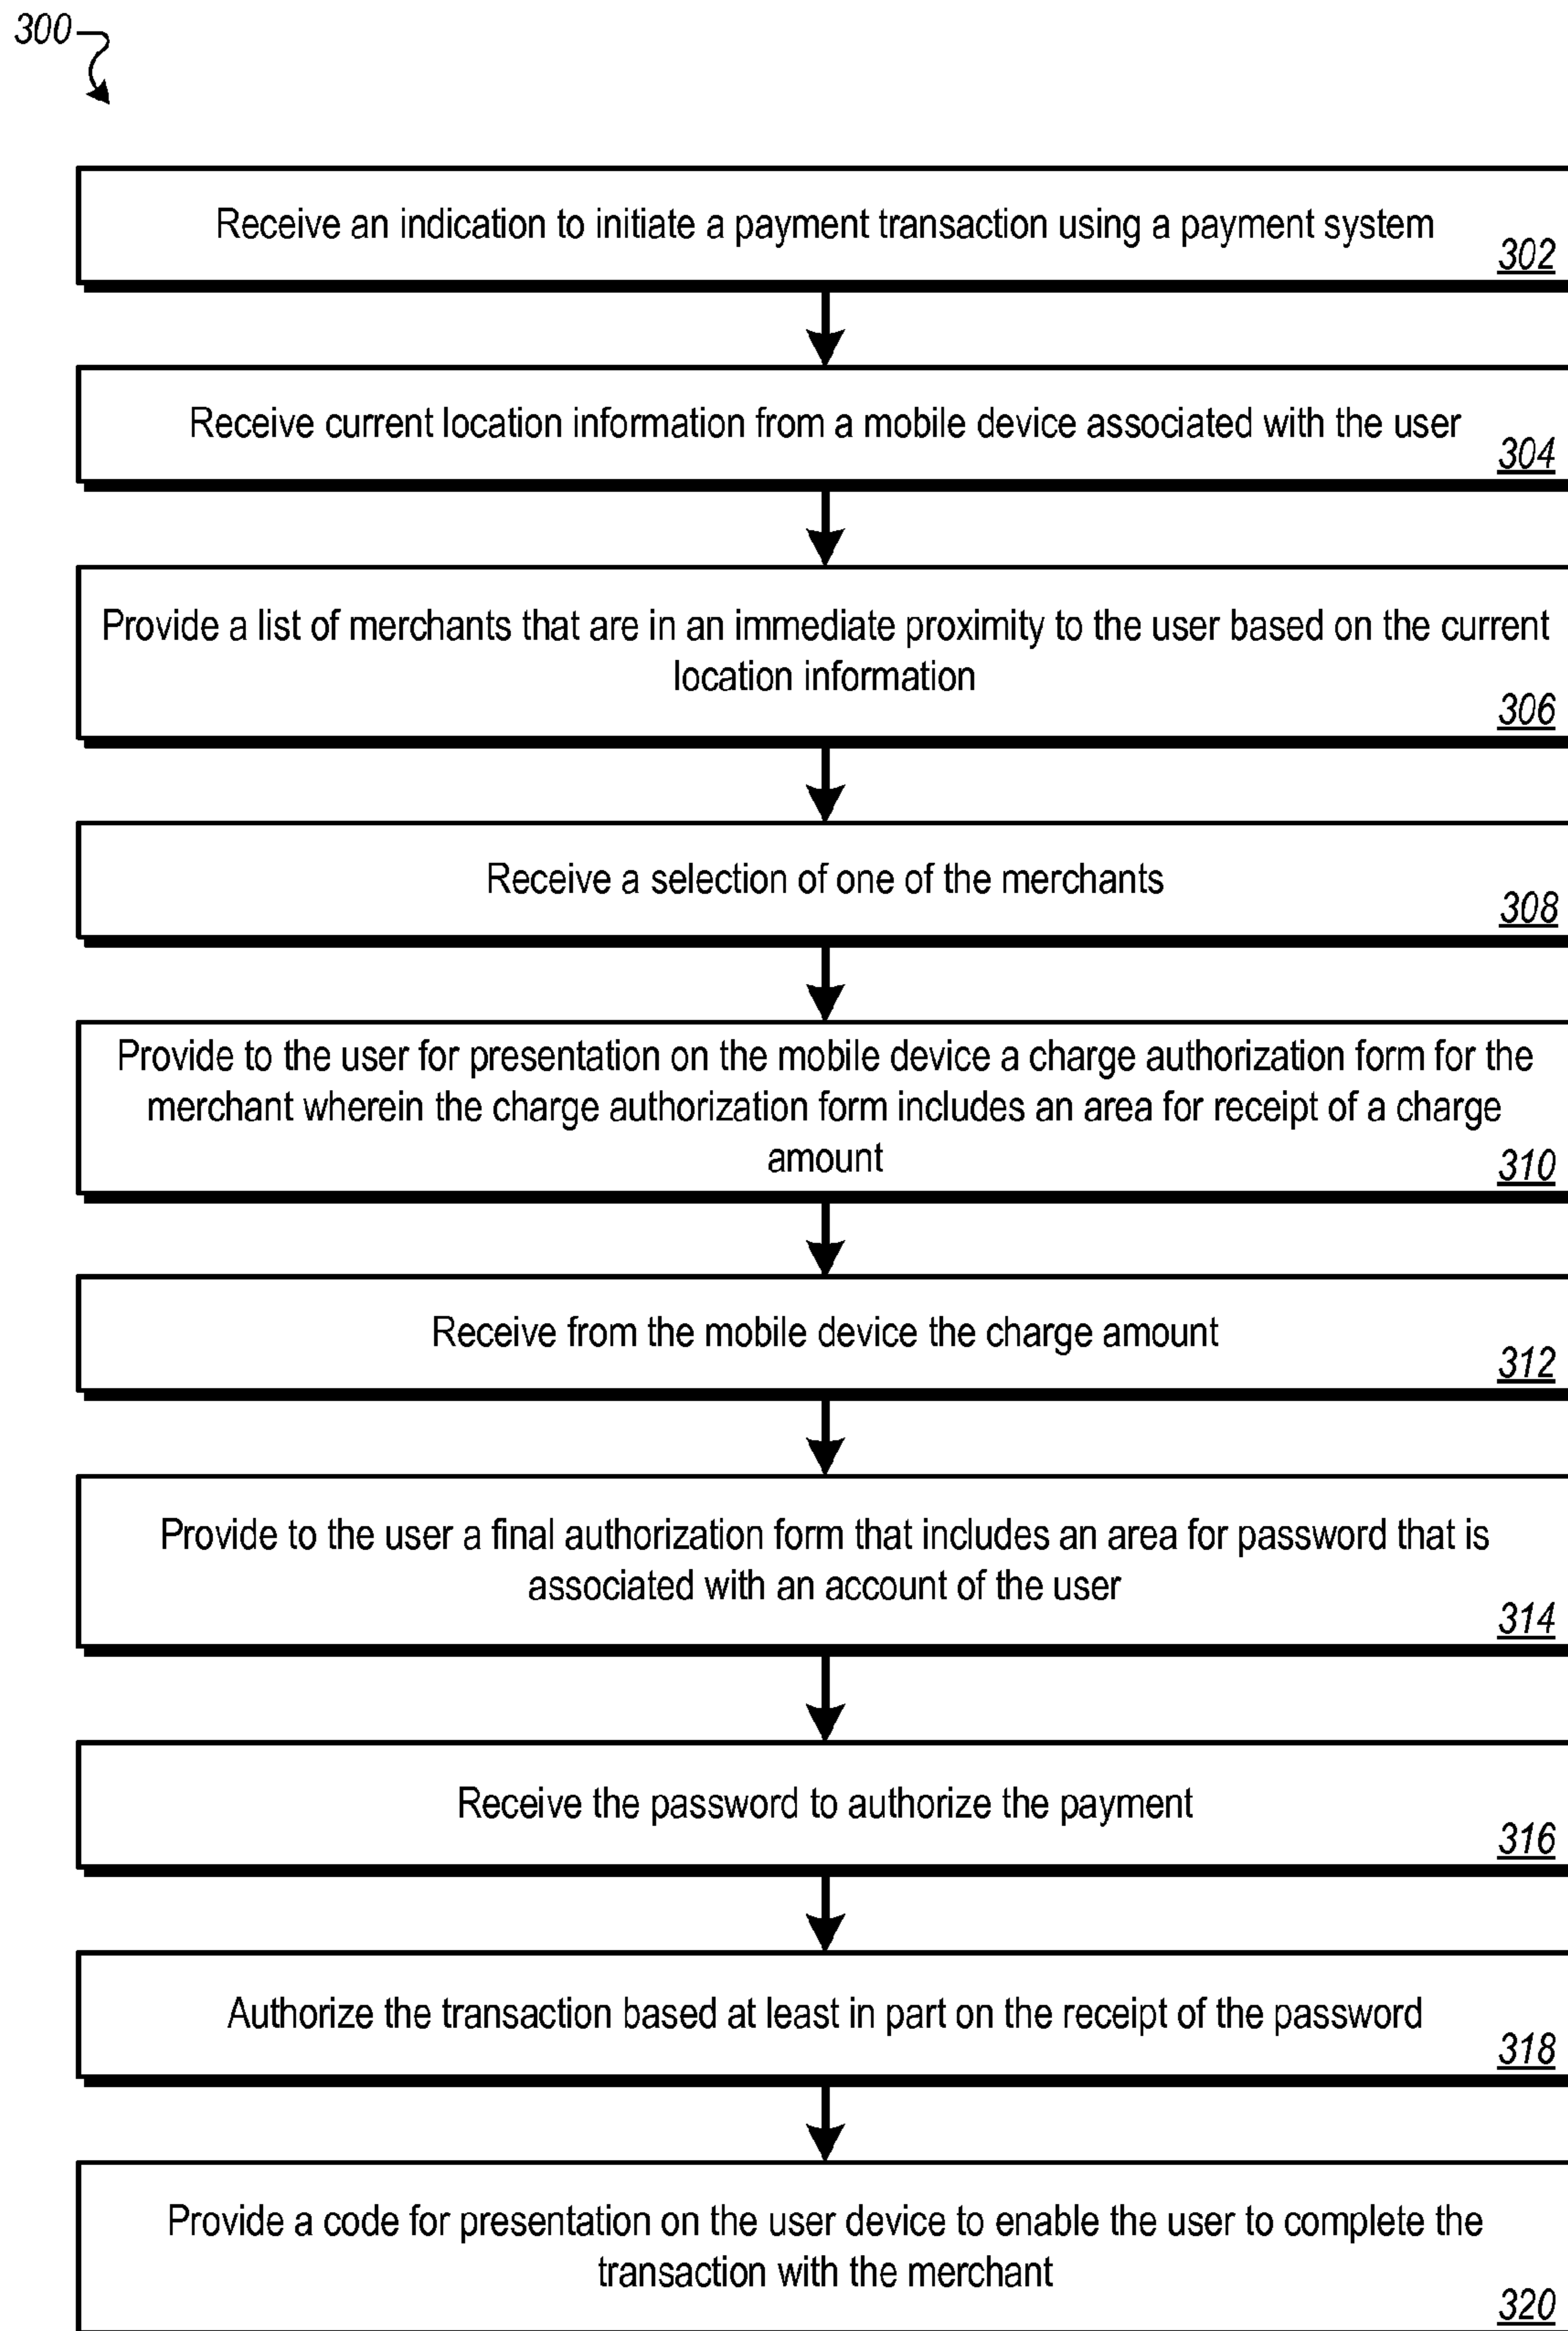 300
Receive an indication to initiate a payment transaction using a payment system
302
Receive current location information from a mobile device associated with the user
304
Provide a list of merchants that are in an immediate proximity to the user based on the current
location information
306
Receive a selection of one of the merchants
308
Provide to the user for presentation on the mobile device a charge authorization form for the
merchant wherein the charge authorization form includes an area for receipt of a charge
amount
310
Receive from the mobile device the charge amount
312
Provide to the user a final authorization form that includes an area for password that is
associated with an account of the user
314
Receive the password to authorize the payment
316
Authorize the transaction based at least in part on the receipt of the password
318
Provide a code for presentation on the user device to enable the user to complete the
transaction with the merchant
320